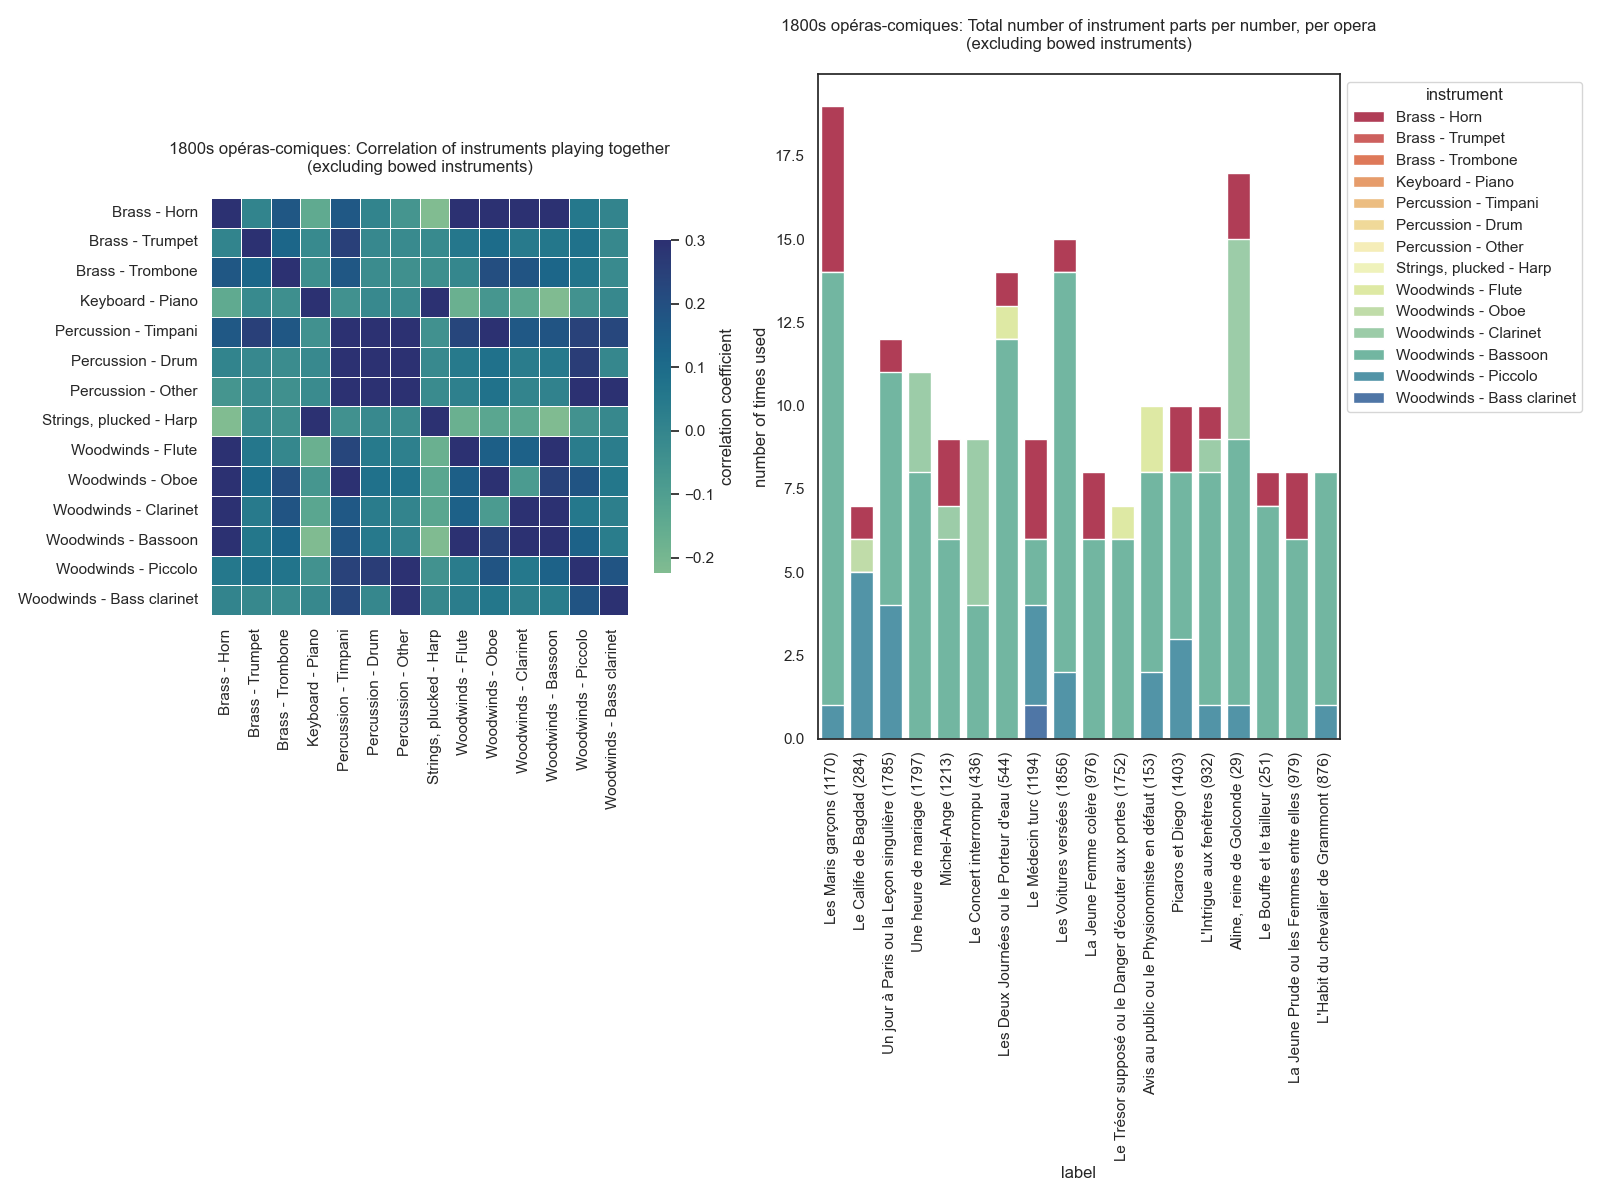 1800s opéras-comiques: Correlation of instruments playing together
(excluding bowed instruments)
Brass - Horn
Brass - Trumpet
Brass - Trombone
Keyboard - Piano
Percussion - Timpani
Percussion - Drum
Percussion - Other
Strings, plucked - Harp
Woodwinds - Flute
Woodwinds - Oboe
Woodwinds - Clarinet
Woodwinds - Bassoon
Woodwinds - Piccolo
Woodwinds - Bass clarinet
Brass - Horn
Brass - Trumpet
Brass - Trombone
Keyboard - Piano
Percussion - Timpani
Percussion - Drum
Percussion - Other
Strings, plucked - Harp
Woodwinds - Flute
Woodwinds - Oboe
Woodwinds - Clarinet
Woodwinds - Bassoon
Woodwinds - Piccolo
Woodwinds - Bass clarinet
0.3
0.2
0.1
0.0
−0.1
−0.2
correlation coefficient
1800s opéras-comiques: Total number of instrument parts per number, per opera
(excluding bowed instruments)
number of times used
17.5
15.0
12.5
10.0
7.5
5.0
2.5
0.0
Les Maris garçons (1170)
Le Calife de Bagdad (284)
Un jour à Paris ou la Leçon singulière (1785)
Une heure de mariage (1797)
Michel-Ange (1213)
Le Concert interrompu (436)
Les Deux Journées ou le Porteur d'eau (544)
Le Médecin turc (1194)
Les Voitures versées (1856)
La Jeune Femme colère (976)
Le Trésor supposé ou le Danger d'écouter aux portes (1752)
Avis au public ou le Physionomiste en défaut (153)
Picaros et Diego (1403)
L'Intrigue aux fenêtres (932)
Aline, reine de Golconde (29)
Le Bouffe et le tailleur (251)
La Jeune Prude ou les Femmes entre elles (979)
L'Habit du chevalier de Grammont (876)
label
instrument
Brass - Horn
Brass - Trumpet
Brass - Trombone
Keyboard - Piano
Percussion - Timpani
Percussion - Drum
Percussion - Other
Strings, plucked - Harp
Woodwinds - Flute
Woodwinds - Oboe
Woodwinds - Clarinet
Woodwinds - Bassoon
Woodwinds - Piccolo
Woodwinds - Bass clarinet